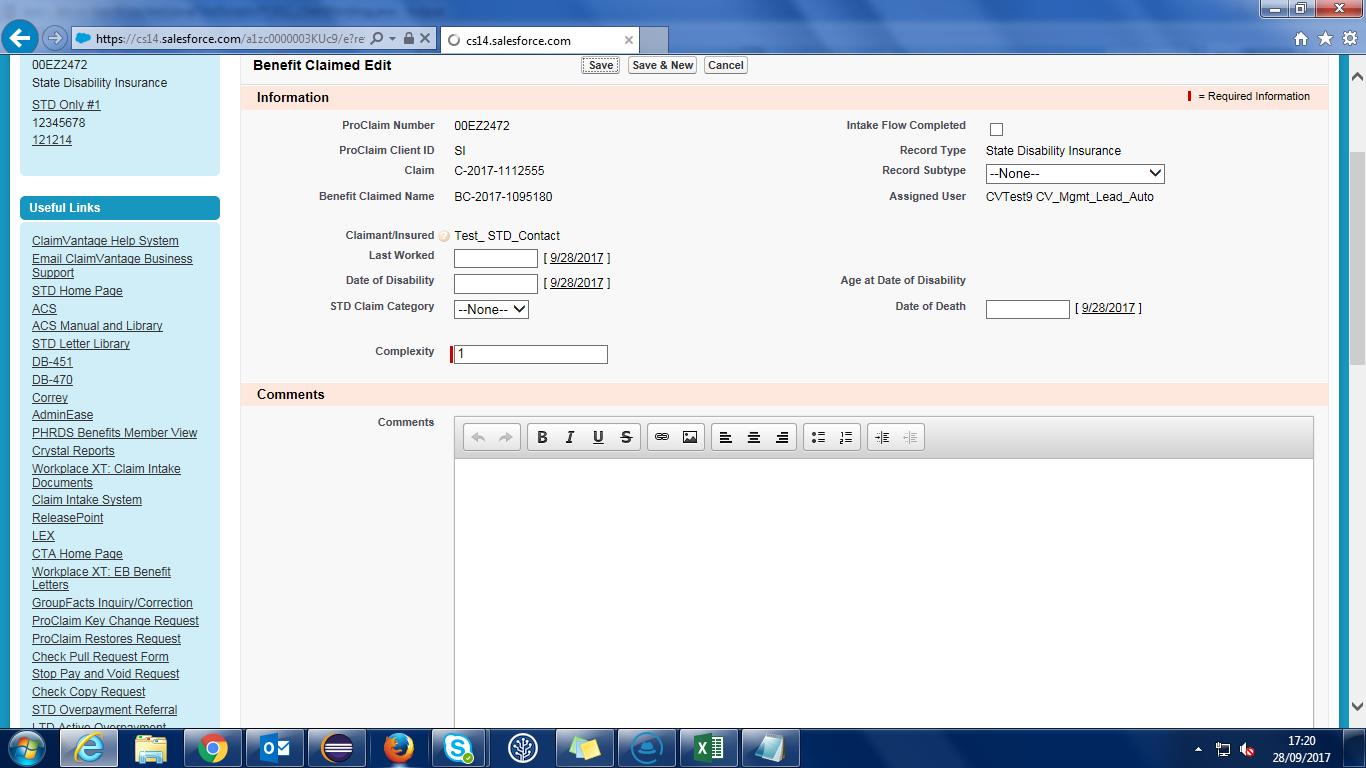 https://cs14.salesforce.com/a1zc0000003KUc9/e?re
cs14.salesforce.com
00EZ2472
State Disability Insurance
STD Only #1
12345678
121214
Useful Links
ClaimVantage Help System
Email ClaimVantage Business
Support
STD Home Page
ACS
ACS Manual and Library
STD Letter Library
DB-451
DB-470
Correy
AdminEase
PHRDS Benefits Member View
Crystal Reports
Workplace XT: Claim Intake
Documents
Claim Intake System
ReleasePoint
LEX
CTA Home Page
Workplace XT: EB Benefit
Letters
GroupFacts Inquiry/Correction
ProClaim Key Change Request
ProClaim Restores Request
Check Pull Request Form
Stop Pay and Void Request
Check Copy Request
STD Overpayment Referral
LTD Active Overpayment
Benefit Claimed Edit Save Save & New Cancel
Information = Required Information
ProClaim Number 00EZ2472 Intake Flow Completed
ProClaim Client ID SI Record Type State Disability Insurance
Claim C-2017-1112555 Record Subtype --None--
Benefit Claimed Name BC-2017-1095180 Assigned User CVTest9 CV_Mgmt_Lead_Auto
Claimant/Insured Test_ STD_Contact
Last Worked [ 9/28/2017 ]
Date of Disability [ 9/28/2017 ] Age at Date of Disability
STD Claim Category --None-- Date of Death [ 9/28/2017 ]
Complexity 1
Comments
Comments
B I U S
17:20
28/09/2017